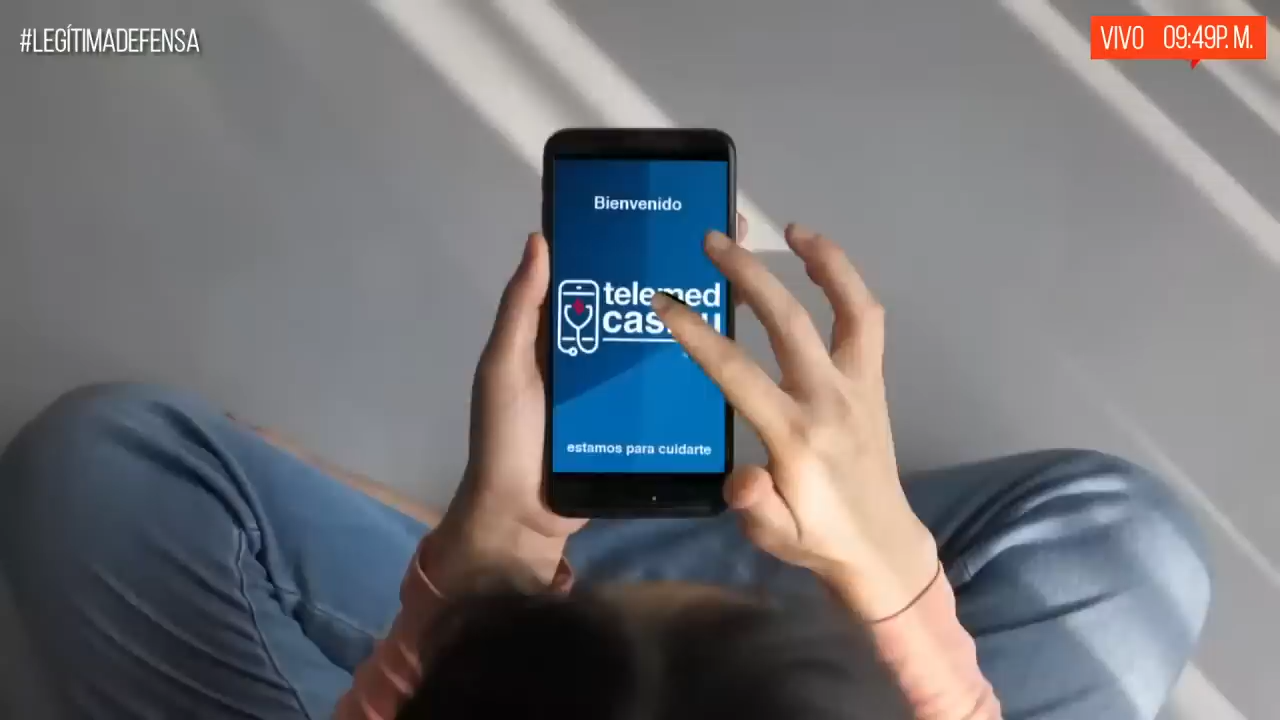 #LEGÍTIMADEFENSA
VIVO 09:49P. M.
Bienvenido
telemed
estamos para cuidarte